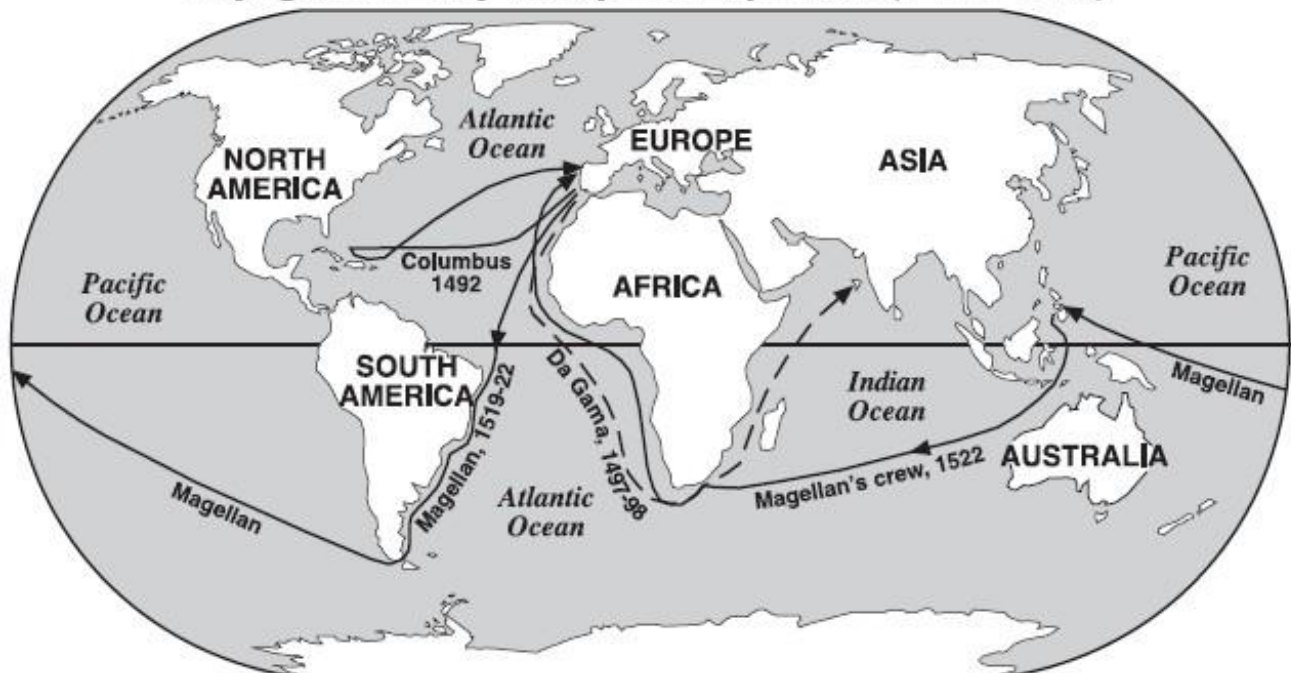 Atlantic
Ocean
EUROPE
NORTH
AMERICA
ASIA
Columbus
1492
Pacific
Ocean
AFRICA
Pacific
Ocean
SOUTH
AMERICA
Magellan, 1519-22
Da Gama, 1497-98
Indian
Ocean
Magellan
AUSTRALIA
Magellan's crew, 1522
Magellan
Atlantic
Ocean